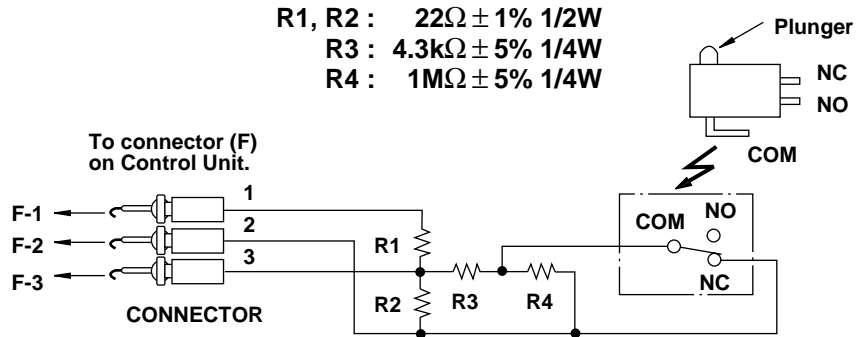 R1, R2 : 22Ω ± 1% 1/2W
R3 : 4.3kΩ ± 5% 1/4W
R4 : 1MΩ ± 5% 1/4W
Plunger
NC
NO
COM
To connector (F)
on Control Unit.
1
F-1
2
F-2
3
F-3
CONNECTOR
R1
R2
R3
R4
COM
NO
NC